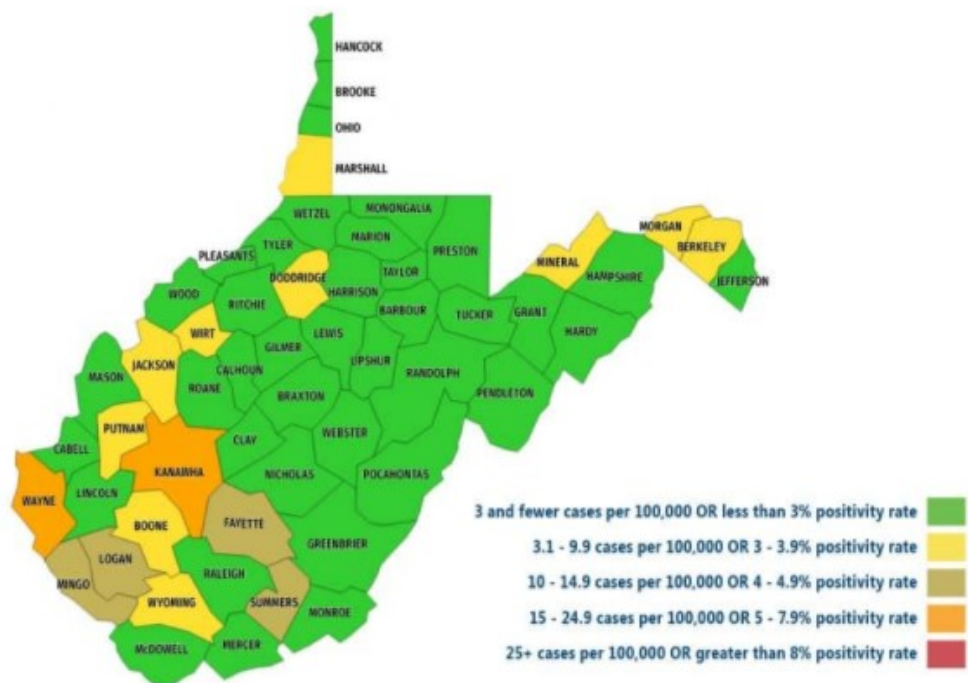 HANCOCK
BROOKE
OHIO
MARSHALL
WETZEL
MONONGALIA
MARION
PRESTON
TYLER
PLEASANTS
DODDRIDGE
TAYLOR
HARRISON
WOOD
RITCHIE
BARBOUR
MORGAN
BERKELEY
MINERAL
HAMPSHIRE
JEFFERSON
GRANT
TUCKER
HARDY
WIRT
LEWIS
GILMER
JACKSON
CALHOUN
UPSHUR
RANDOLPH
MASON
ROANE
BRAXTON
PENDLETON
PUTNAM
CLAY
WEBSTER
CABELL
KANAWHA
NICHOLAS
POCAHONTAS
LINCOLN
WAYNE
BOONE
FAYETTE
GREENBRIER
LOGAN
RALEIGH
MINGO
WYOMING
SUMMERS
MONROE
MERCER
McDOWELL
3 and fewer cases per 100,000 OR less than 3% positivity rate
3.1 - 9.9 cases per 100,000 OR 3 - 3.9% positivity rate
10 - 14.9 cases per 100,000 OR 4 - 4.9% positivity rate
15 - 24.9 cases per 100,000 OR 5 - 7.9% positivity rate
25+ cases per 100,000 OR greater than 8% positivity rate